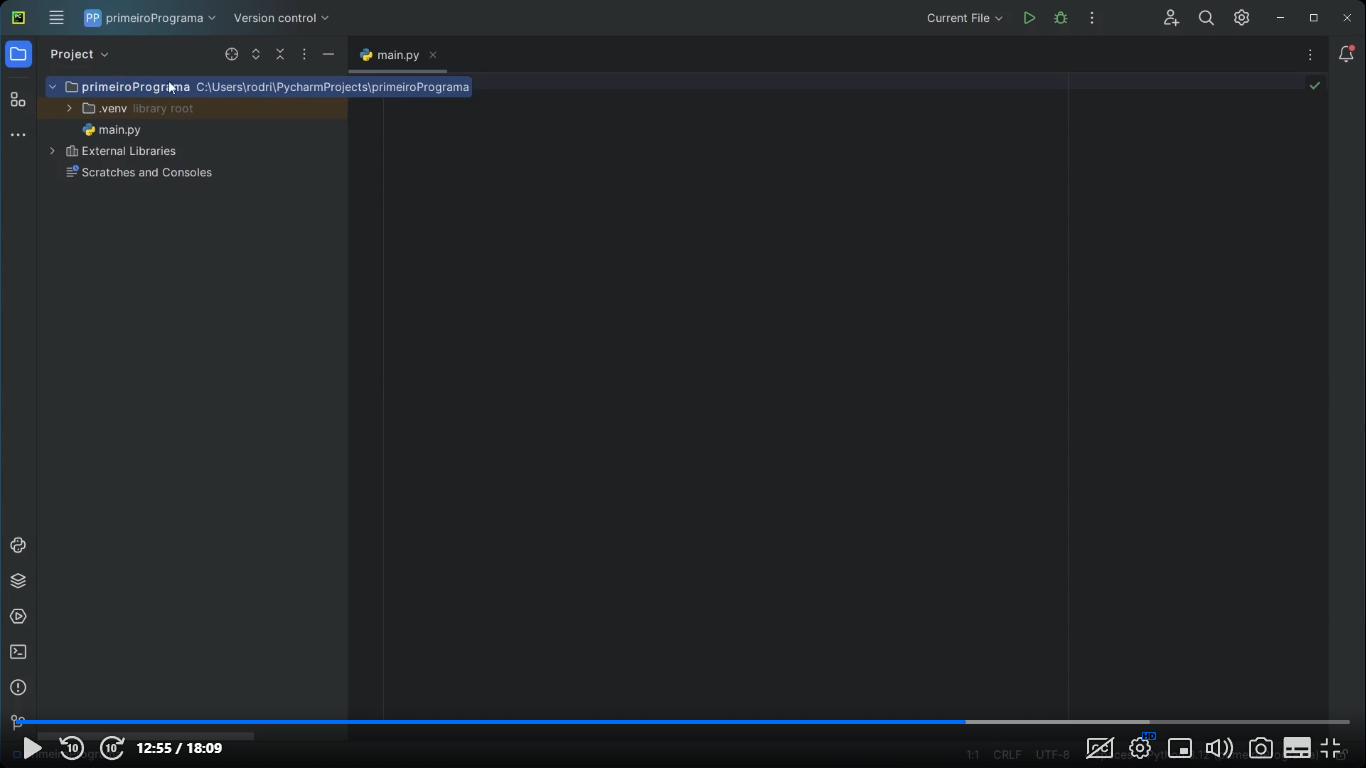 PP primeiroPrograma Version control Current File
Project main.py
primeiroPrograma C:\Users\rodri\PycharmProjects\primeiroPrograma
.venv library root
main.py
External Libraries
Scratches and Consoles
1:1 CRLF UTF-8
10 10 12:55 / 18:09 HD